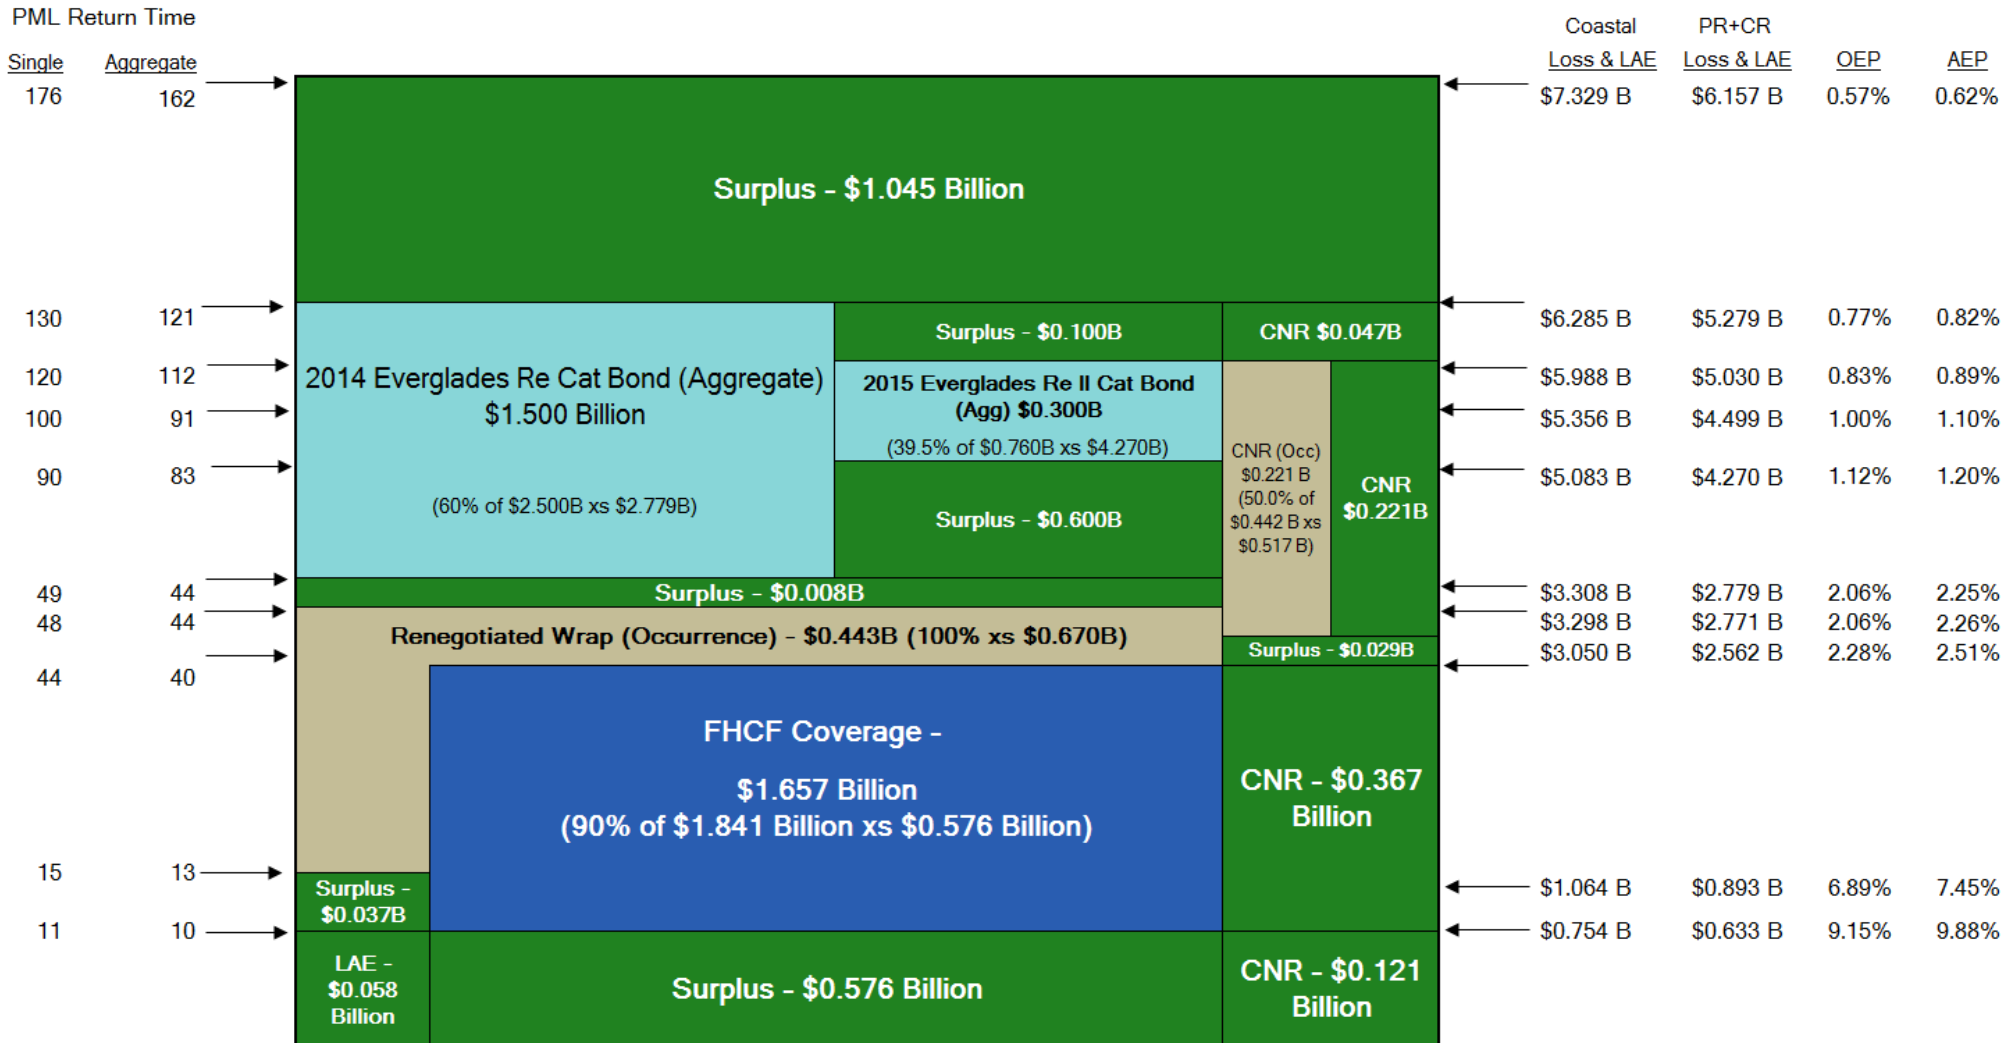 PML Return Time
Single Aggregate
Coastal PR+CR
Loss & LAE Loss & LAE OEP AEP
176 162
$7.329 B $6.157 B 0.57% 0.62%
Surplus - $1.045 Billion
130 121
$6.285 B $5.279 B 0.77% 0.82%
Surplus - $0.100B
CNR $0.047B
120 112
$5.988 B $5.030 B 0.83% 0.89%
2014 Everglades Re Cat Bond (Aggregate)
$1.500 Billion
(60% of $2.500B xs $2.779B)
2015 Everglades Re II Cat Bond
(Agg) $0.300B
(39.5% of $0.760B xs $4.270B)
100 91
$5.356 B $4.499 B 1.00% 1.10%
CNR (Occ)
$0.221 B
(50.0% of
$0.442 B xs
$0.517 B)
CNR
$0.221B
90 83
$5.083 B $4.270 B 1.12% 1.20%
Surplus - $0.600B
49 44
Surplus - $0.008B
$3.308 B $2.779 B 2.06% 2.25%
48 44
$3.298 B $2.771 B 2.06% 2.26%
Renegotiated Wrap (Occurrence) - $0.443B (100% xs $0.670B)
Surplus - $0.029B
$3.050 B $2.562 B 2.28% 2.51%
44 40
FHCF Coverage -
$1.657 Billion
(90% of $1.841 Billion xs $0.576 Billion)
CNR - $0.367
Billion
15 13
$1.064 B $0.893 B 6.89% 7.45%
Surplus -
$0.037B
11 10
$0.754 B $0.633 B 9.15% 9.88%
LAE -
$0.058
Billion
Surplus - $0.576 Billion
CNR - $0.121
Billion